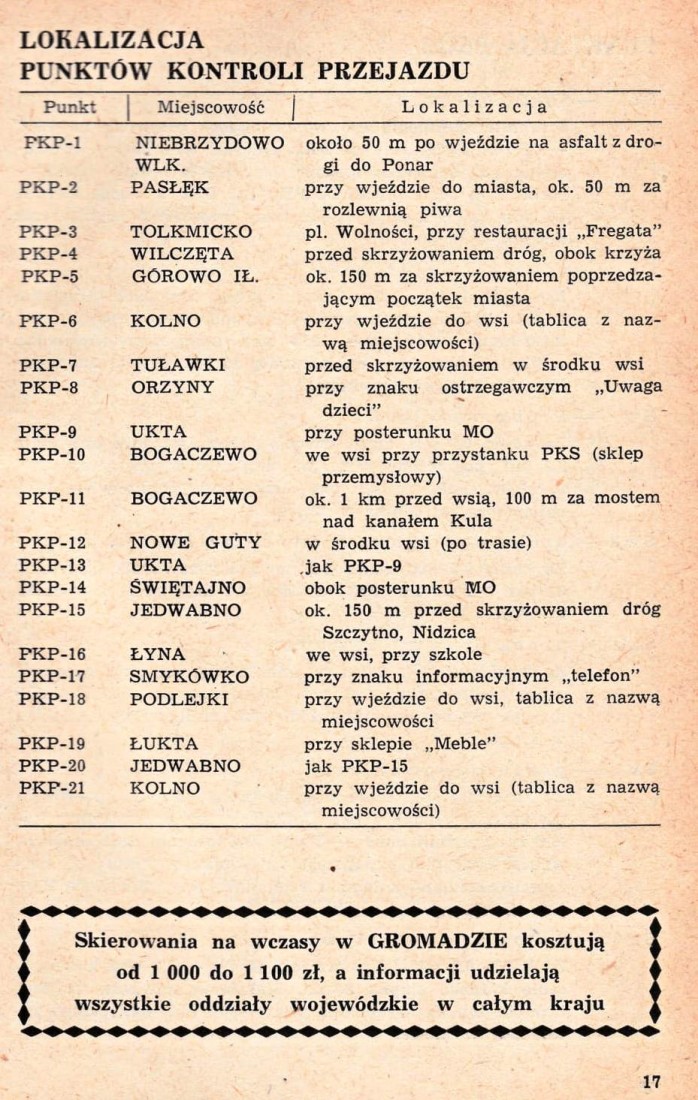 LOKALIZACJA
PUNKTÓW KONTROLI PRZEJAZDU
Punkt | Miejscowość | Lokalizacja
PKP-1 NIEBRZYDOWO około 50 m po wjeździe na asfalt z dro-
WLK. gi do Ponar
PKP-2 PASŁĘK przy wjeździe do miasta, ok. 50 m za
rozlewnią piwa
PKP-3 TOLKMICKO pl. Wolności, przy restauracji „Fregata”
PKP-4 WILCZĘTA przed skrzyżowaniem dróg, obok krzyża
PKP-5 GÓROWO IŁ. ok. 150 m za skrzyżowaniem poprzedza-
jącym początek miasta
PKP-6 KOLNO przy wjeździe do wsi (tablica z naz-
wą miejscowości)
PKP-7 TUŁAWKI przed skrzyżowaniem w środku wsi
PKP-8 ORZYNY przy znaku ostrzegawczym „Uwaga
dzieci”
PKP-9 UKTA przy posterunku MO
PKP-10 BOGACZEWO we wsi przy przystanku PKS (sklep
przemysłowy)
PKP-11 BOGACZEWO ok. 1 km przed wsią, 100 m za mostem
nad kanałem Kula
PKP-12 NOWE GUTY w środku wsi (po trasie)
PKP-13 UKTA jak PKP-9
PKP-14 ŚWIĘTAJNO obok posterunku MO
PKP-15 JEDWABNO ok. 150 m przed skrzyżowaniem dróg
Szczytno, Nidzica
PKP-16 ŁYNA we wsi, przy szkole
PKP-17 SMYKÓWKO przy znaku informacyjnym „telefon”
PKP-18 PODLEJKI przy wjeździe do wsi, tablica z nazwą
miejscowości
PKP-19 ŁUKTA przy sklepie „Meble”
PKP-20 JEDWABNO jak PKP-15
PKP-21 KOLNO przy wjeździe do wsi (tablica z nazwą
miejscowości)
Skierowania na wczasy w GROMADZIE kosztują
od 1 000 do 1 100 zł, a informacji udzielają
wszystkie oddziały wojewódzkie w całym kraju
17